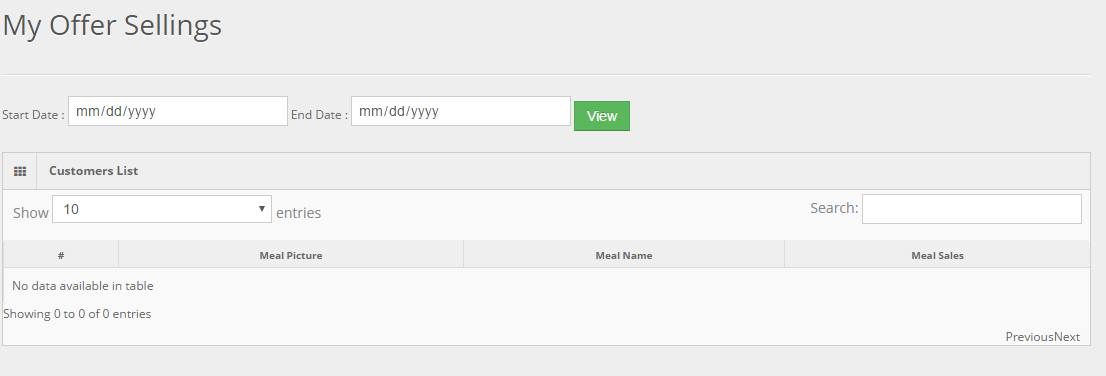 My Offer Sellings
Start Date : mm/dd/yyyy End Date : mm/dd/yyyy View
Customers List
Show 10 entries Search:
# Meal Picture Meal Name Meal Sales
No data available in table
Showing 0 to 0 of 0 entries
PreviousNext